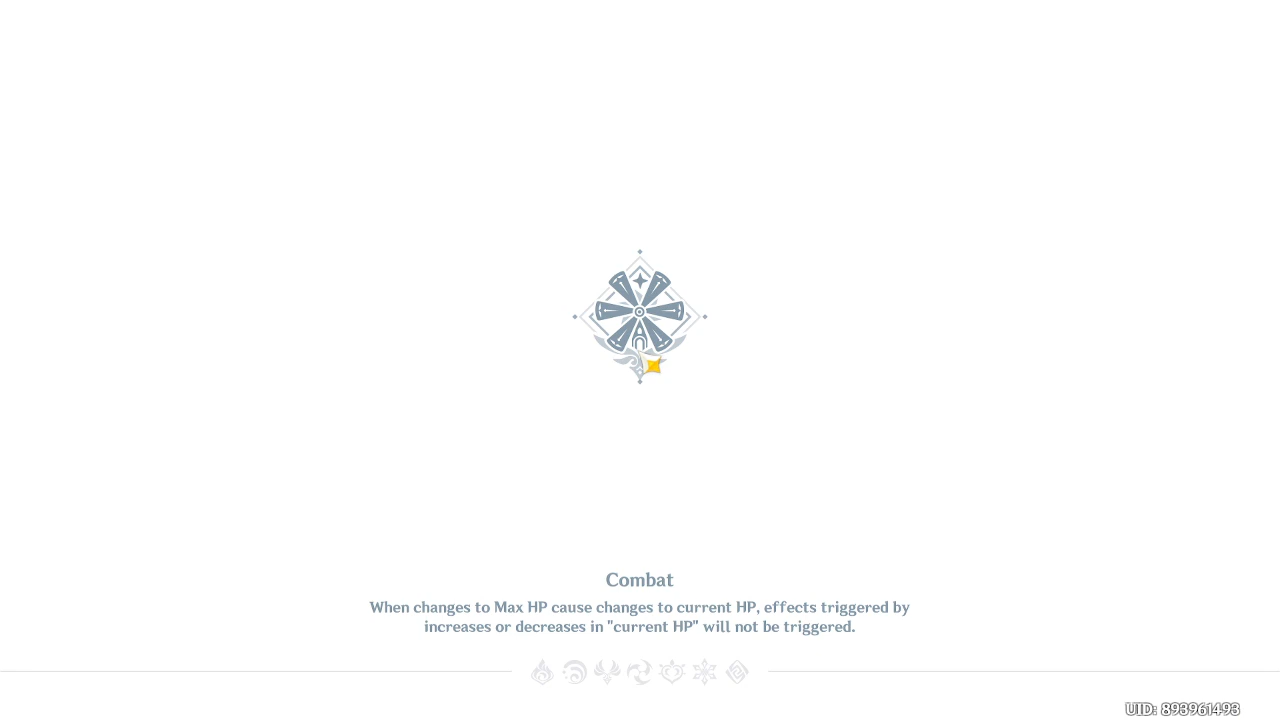 Combat
When changes to Max HP cause changes to current HP, effects triggered by
increases or decreases in "current HP" will not be triggered.
UID: 893961493